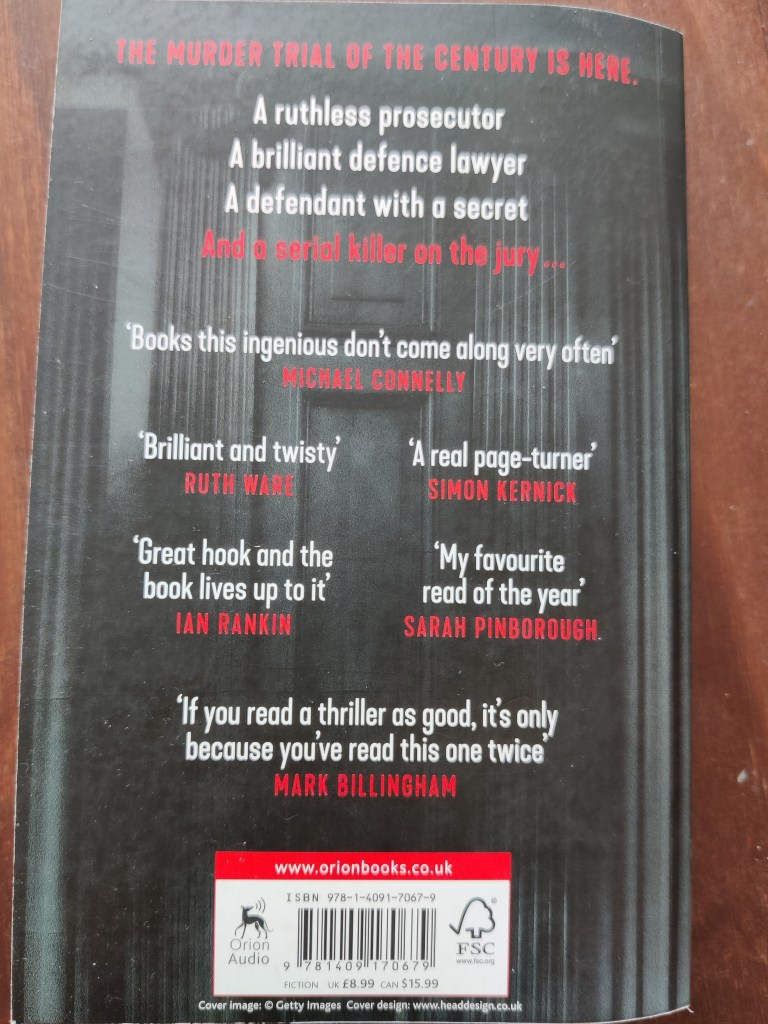 THE MURDER TRIAL OF THE CENTURY IS HERE.
A ruthless prosecutor
A brilliant defence lawyer
A defendant with a secret
And a serial killer on the jury...
‘Books this ingenious don’t come along very often’
MICHAEL CONNELLY
‘Brilliant and twisty’
RUTH WARE
‘A real page-turner’
SIMON KERNICK
‘Great hook and the
book lives up to it’
IAN RANKIN
‘My favourite
read of the year’
SARAH PINBOROUGH
‘If you read a thriller as good, it’s only
because you’ve read this one twice’
MARK BILLINGHAM
www.orionbooks.co.uk
ISBN 978-1-4091-7067-9
Orion
Audio
9 781409 170679
FSC
www.fsc.org
FICTION UK £8.99 CAN $15.99
Cover image: © Getty Images Cover design: www.headdesign.co.uk